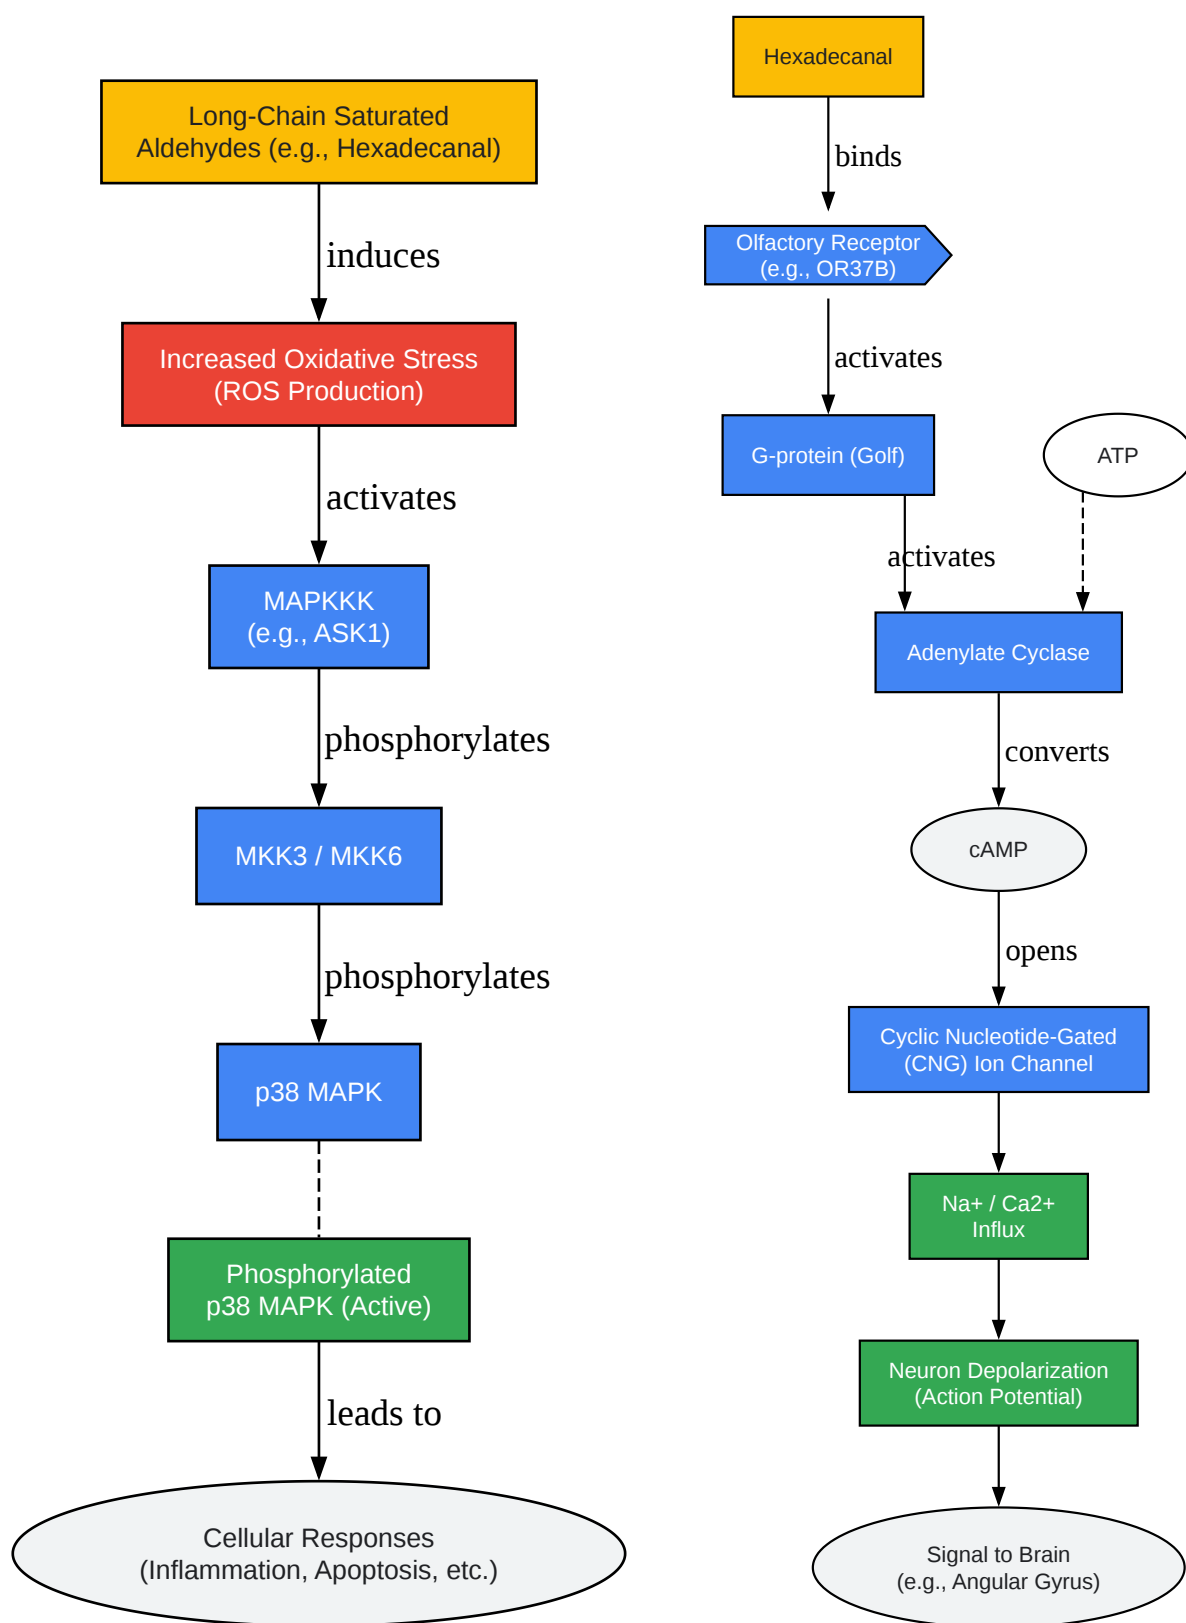 Long-Chain Saturated
Aldehydes (e.g., Hexadecanal)
induces
Increased Oxidative Stress
(ROS Production)
activates
MAPKKK
(e.g., ASK1)
phosphorylates
MKK3 / MKK6
phosphorylates
p38 MAPK
Phosphorylated
p38 MAPK (Active)
leads to
Cellular Responses
(Inflammation, Apoptosis, etc.)
Hexadecanal
binds
Olfactory Receptor
(e.g., OR37B)
activates
G-protein (Golf)
ATP
activates
Adenylate Cyclase
converts
cAMP
opens
Cyclic Nucleotide-Gated
(CNG) Ion Channel
Na+ / Ca2+
Influx
Neuron Depolarization
(Action Potential)
Signal to Brain
(e.g., Angular Gyrus)